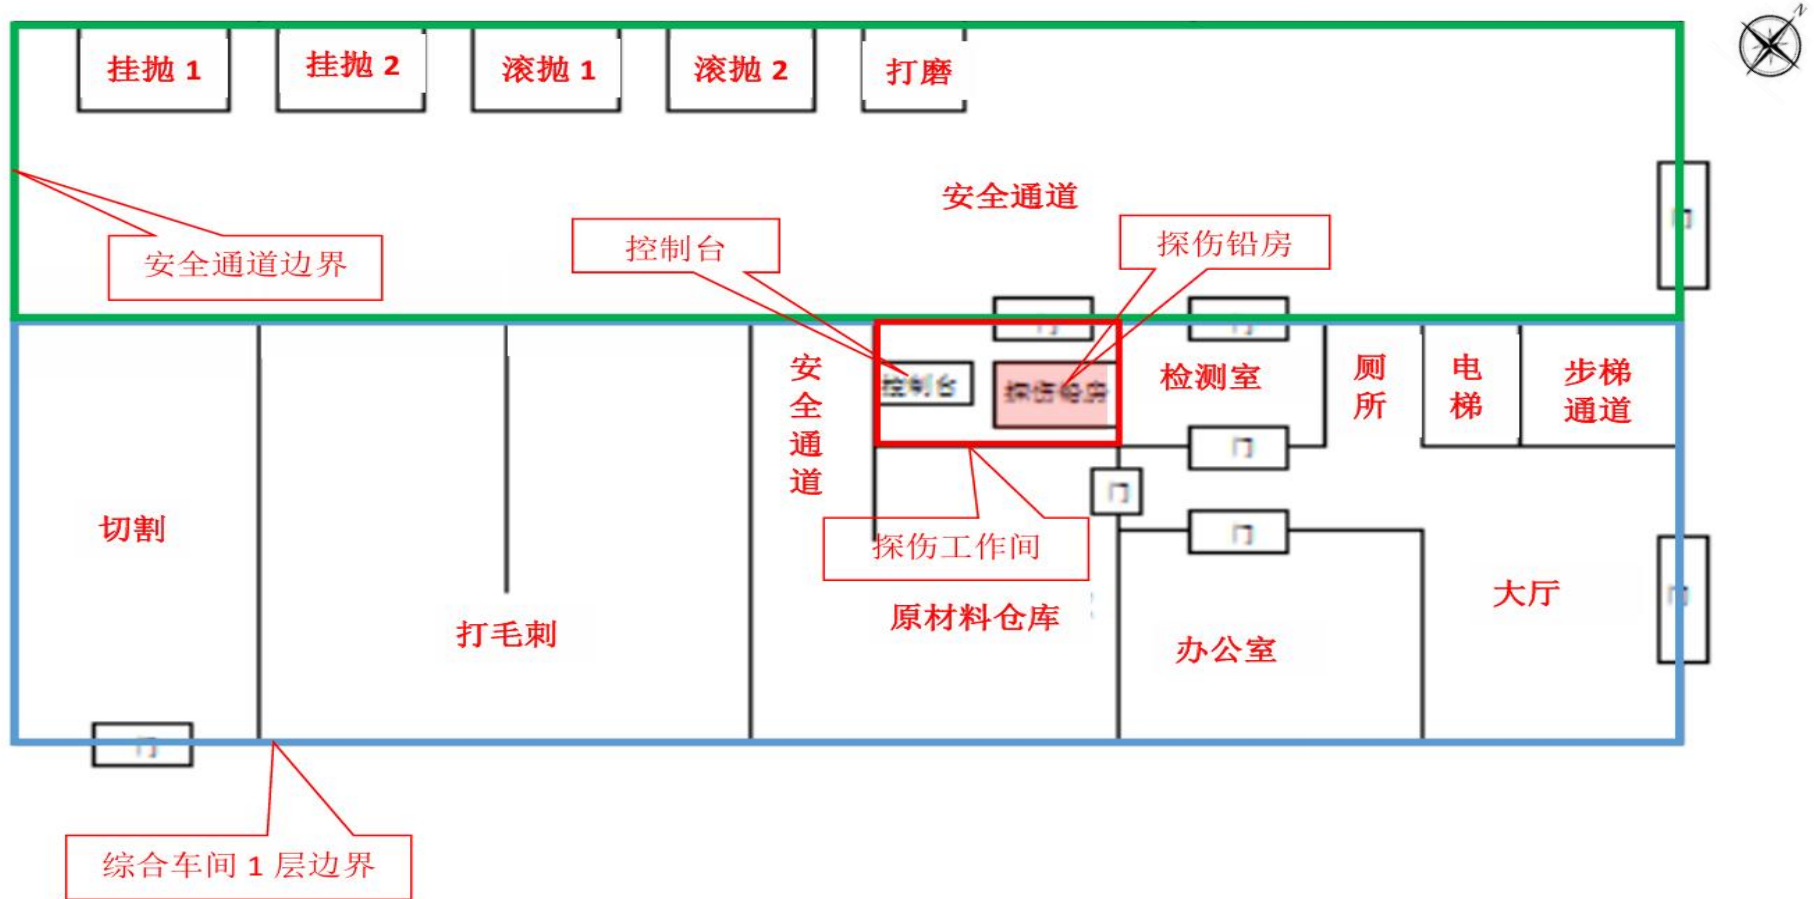 N
挂抛 1
挂抛 2
滚抛 1
滚抛 2
打磨
安全通道
门
控制台
探伤铅房
安全通道边界
门
门
安全通道
控制台
探伤铅房
检测室
厕所
电梯
步梯
通道
门
门
切割
探伤工作间
门
打毛刺
原材料仓库
办公室
大厅
门
门
综合车间 1 层边界